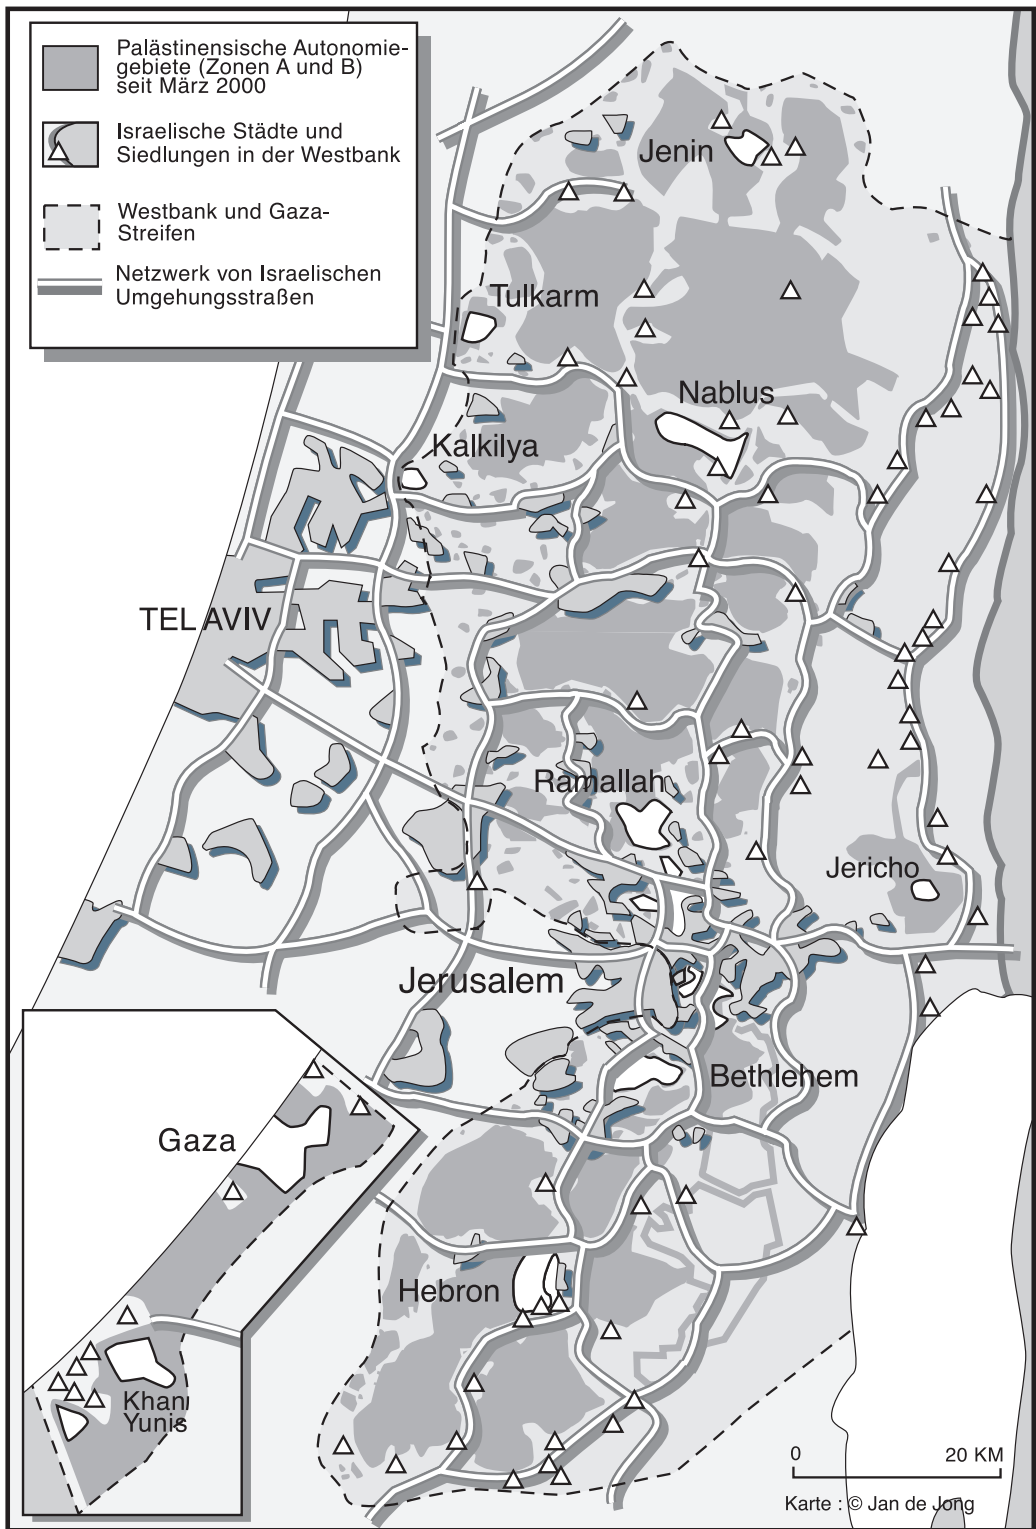 Palästinensische Autonomie-
gebiete (Zonen A und B)
seit März 2000
Israelische Städte und
Siedlungen in der Westbank
Westbank und Gaza-
Streifen
Netzwerk von Israelischen
Umgehungsstraßen
Jenin
Tulkarm
Nablus
Kalkilya
TEL AVIV
Ramallah
Jericho
Jerusalem
Bethlehem
Gaza
Hebron
Khan
Yunis
0 20 KM
Karte : © Jan de Jong